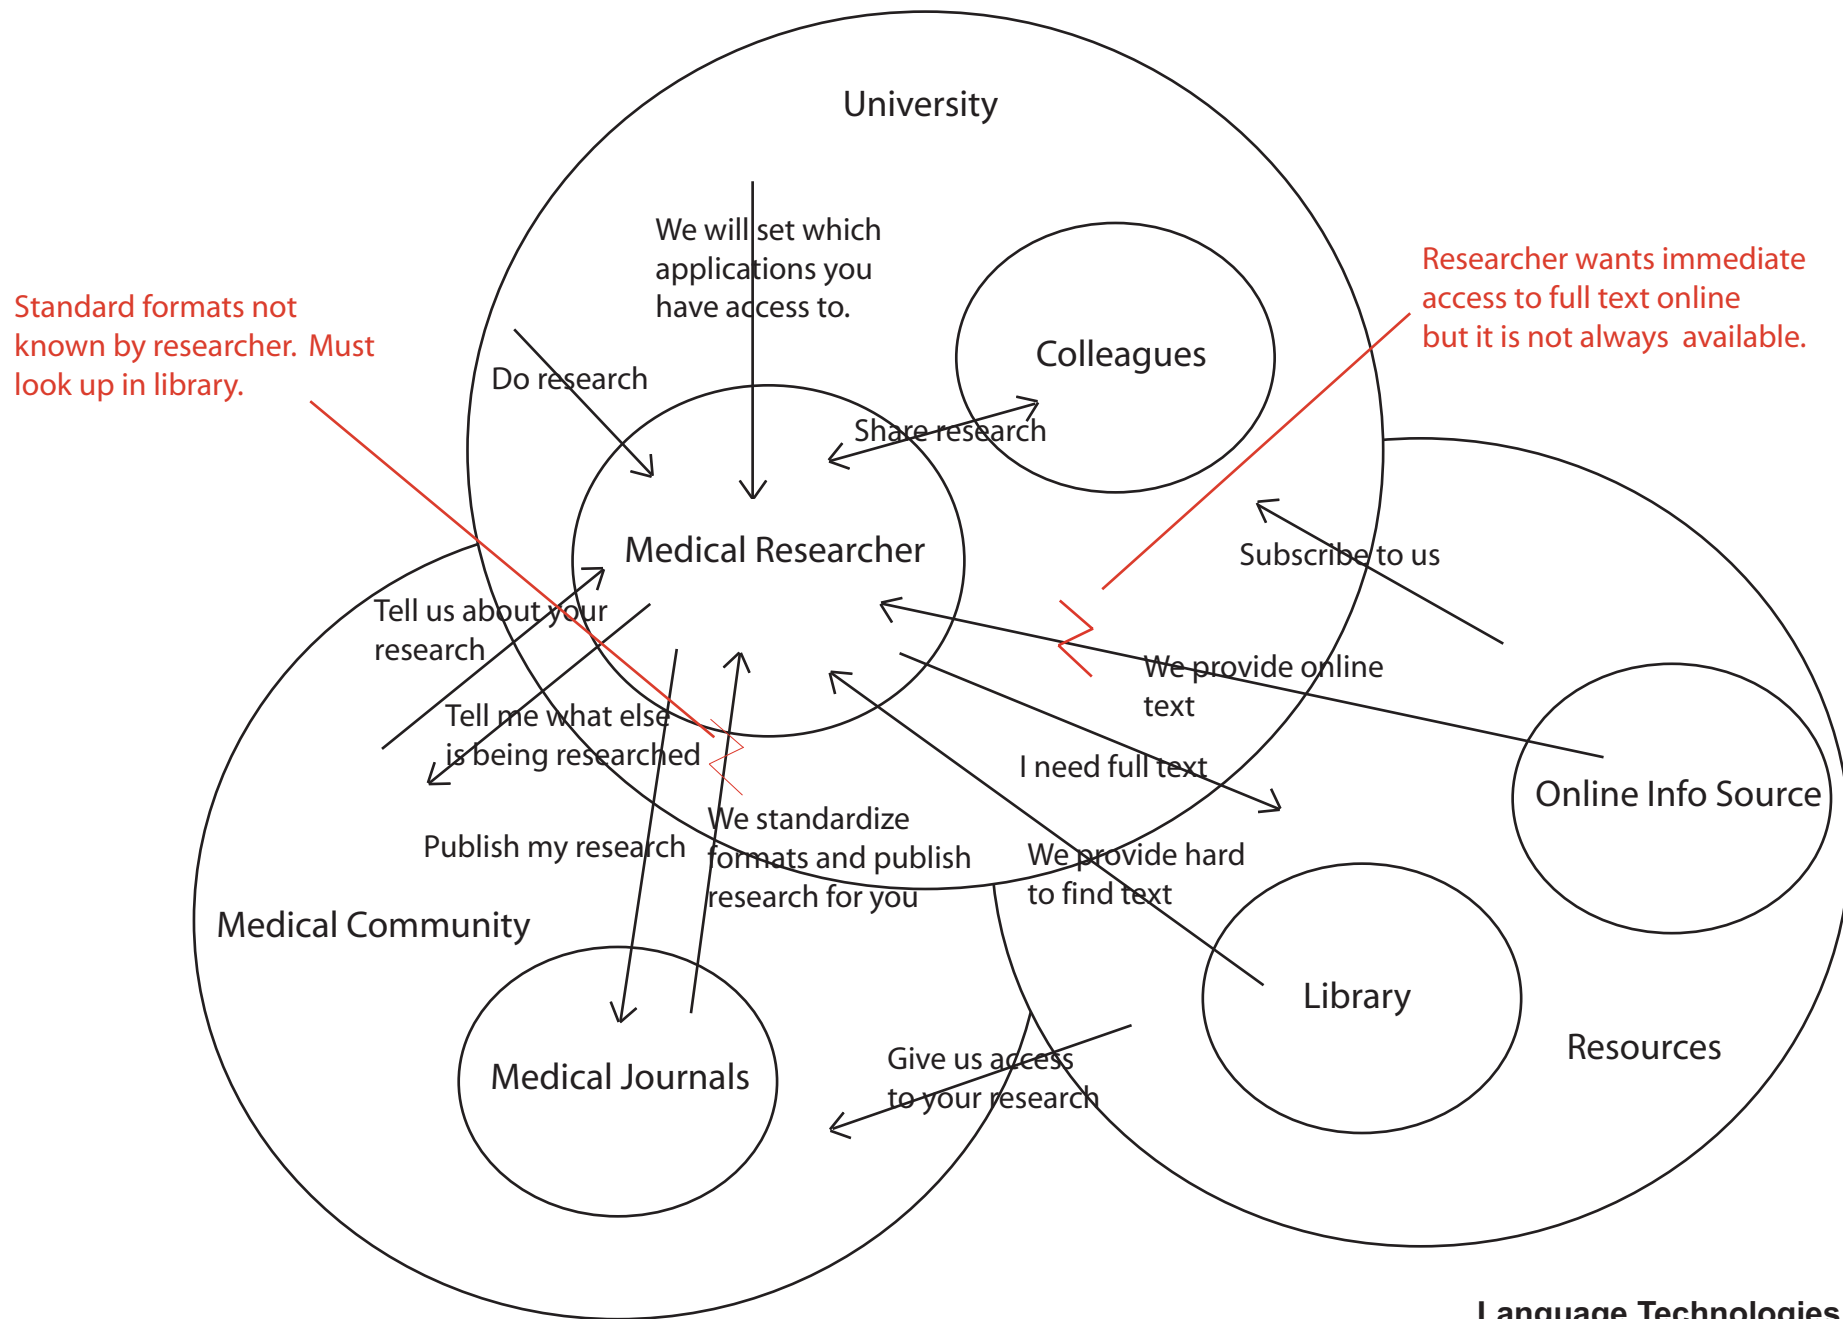 University
We will set which
applications you
have access to.
Researcher wants immediate
access to full text online
but it is not always  available.
Standard formats not
known by researcher.  Must
look up in library.
Colleagues
Do research
Share research
Medical Researcher
Subscribe to us
Tell us about your
research
We provide online
text
Tell me what else
is being researched
I need full text
Online Info Source
Publish my research
We standardize
formats and publish
research for you
We provide hard
to find text
Medical Community
Library
Resources
Medical Journals
Give us access
to your research
Language Technologies